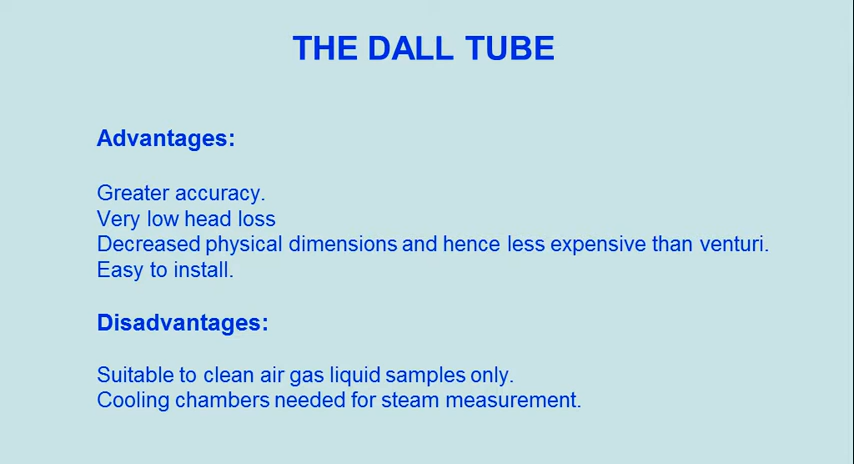 THE DALL TUBE
Advantages:
Greater accuracy.
Very low head loss
Decreased physical dimensions and hence less expensive than venturi.
Easy to install.
Disadvantages:
Suitable to clean air gas liquid samples only.
Cooling chambers needed for steam measurement.